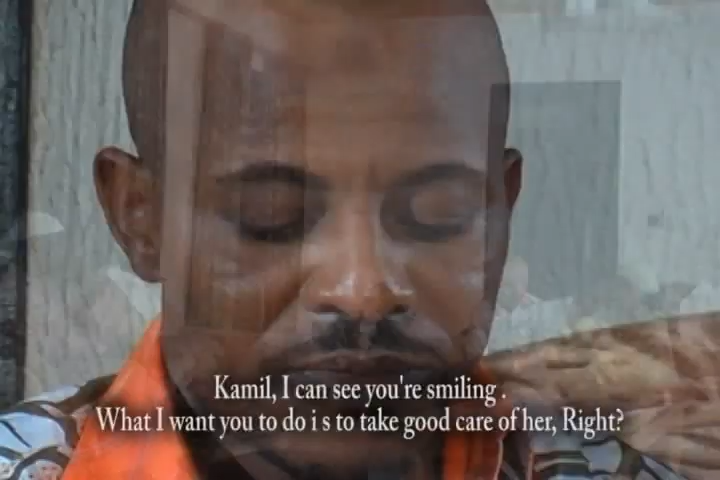 Kamil, I can see you're smiling .
What I want you to do i s to take good care of her, Right?